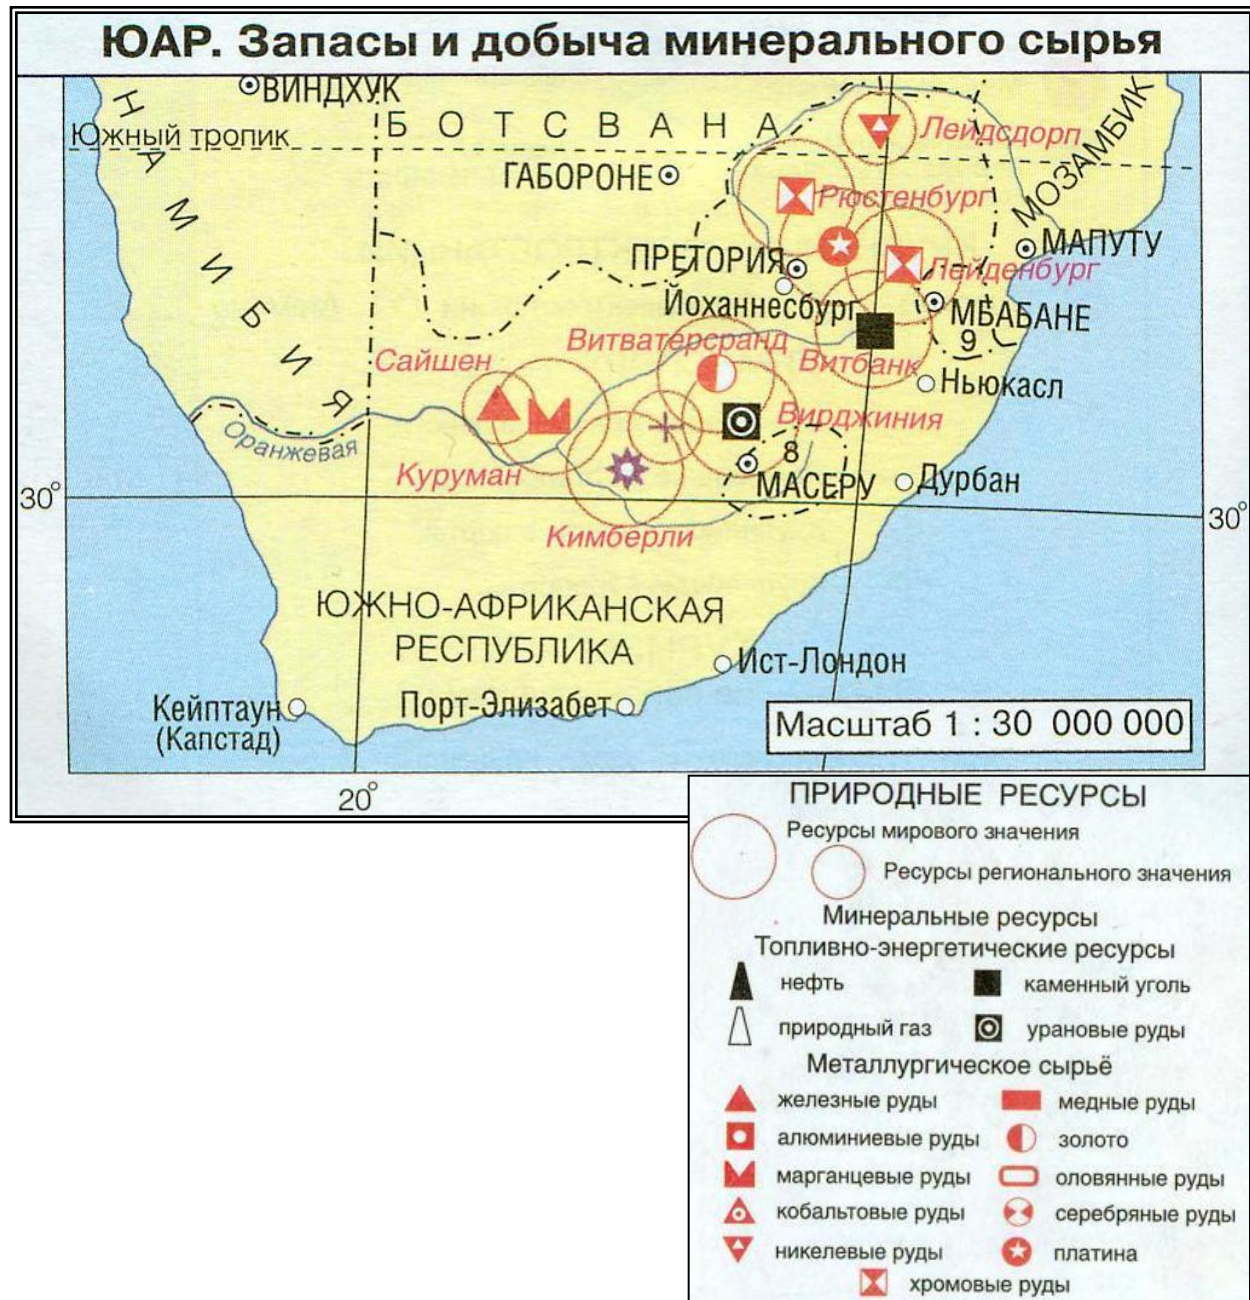 ЮАР. Запасы и добыча минерального сырья
ВИНДХУК
НАМИБИЯ
БОТСВАНА
Южный тропик
Лейдсдорп
МОЗАМБИК
ГАБОРОНЕ
Рюстенбург
ПРЕТОРИЯ
МАПУТУ
Лейденбург
Йоханнесбург
МБАБАНЕ
9
Витватерсранд
Сайшен
Витбанк
Ньюкасл
Вирджиния
Оранжевая
8
Куруман
МАСЕРУ
Дурбан
30°
30°
Кимберли
ЮЖНО-АФРИКАНСКАЯ
РЕСПУБЛИКА
Ист-Лондон
Кейптаун
(Капстад)
Порт-Элизабет
Масштаб 1 : 30 000 000
20°
ПРИРОДНЫЕ РЕСУРСЫ
Ресурсы мирового значения
Ресурсы регионального значения
Минеральные ресурсы
Топливно-энергетические ресурсы
нефть
каменный уголь
природный газ
урановые руды
Металлургическое сырьё
железные руды
медные руды
алюминиевые руды
золото
марганцевые руды
оловянные руды
кобальтовые руды
серебряные руды
никелевые руды
платина
хромовые руды